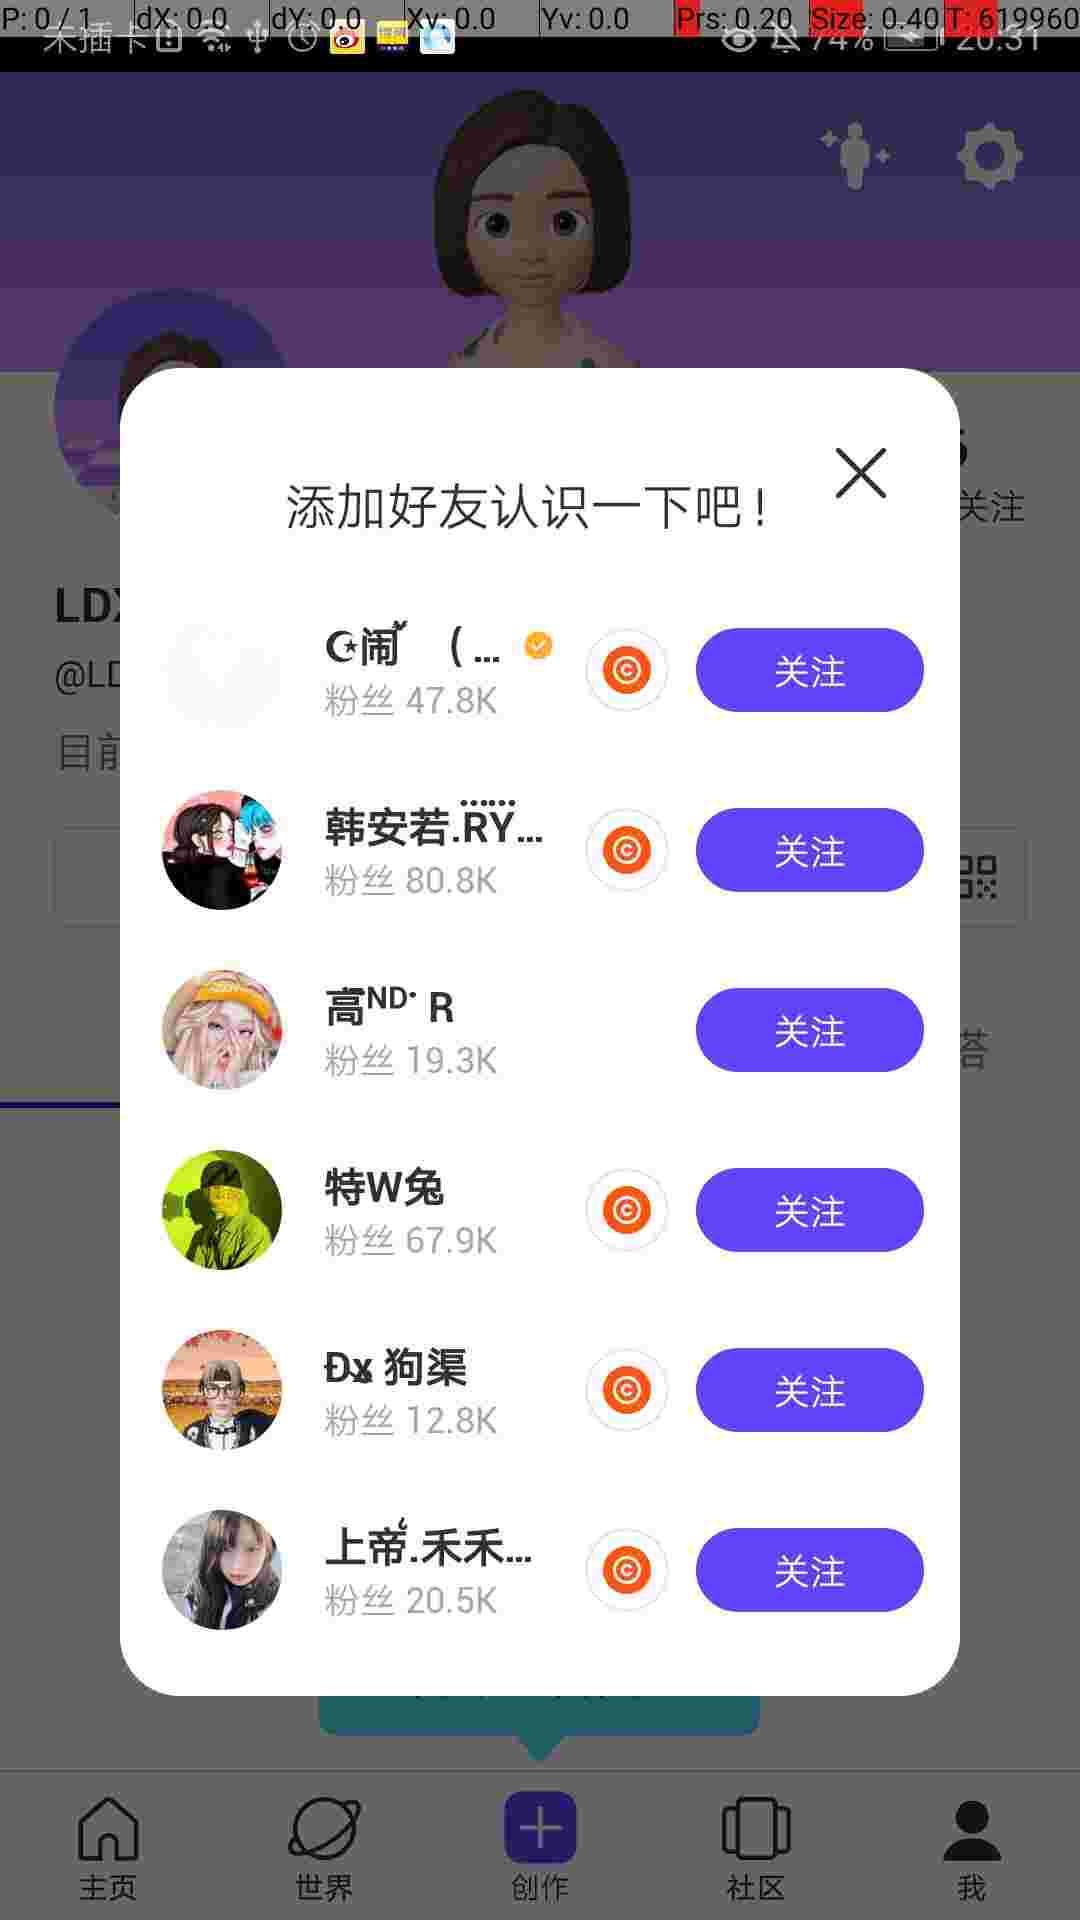 P: 0 / 1 dX: 0.0 dY: 0.0 Xv: 0.0 Yv: 0.0 Prs: 0.20 Size: 0.40 T: 619960
未插卡 74% 20:31
添加好友认识一下吧！
关注
LDX
@LD
目前
☪闹 ( ...
粉丝 47.8K
关注
韩安若.RY...
粉丝 80.8K
关注
高ᴺᴰ· R
粉丝 19.3K
关注
特W兔
粉丝 67.9K
关注
Ðx 狗渠
粉丝 12.8K
关注
上帝.禾禾...
粉丝 20.5K
关注
主页 世界 创作 社区 我